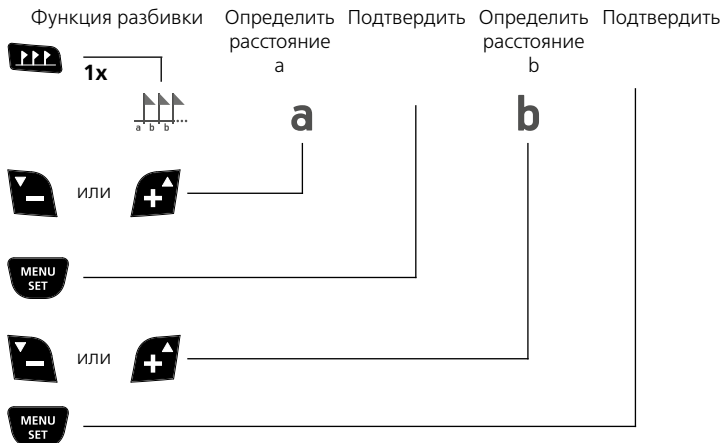 Функция разбивки Определить Подтвердить Определить Подтвердить
расстояние расстояние
a b
1x
a b b
a b
или
MENU
SET
или
MENU
SET